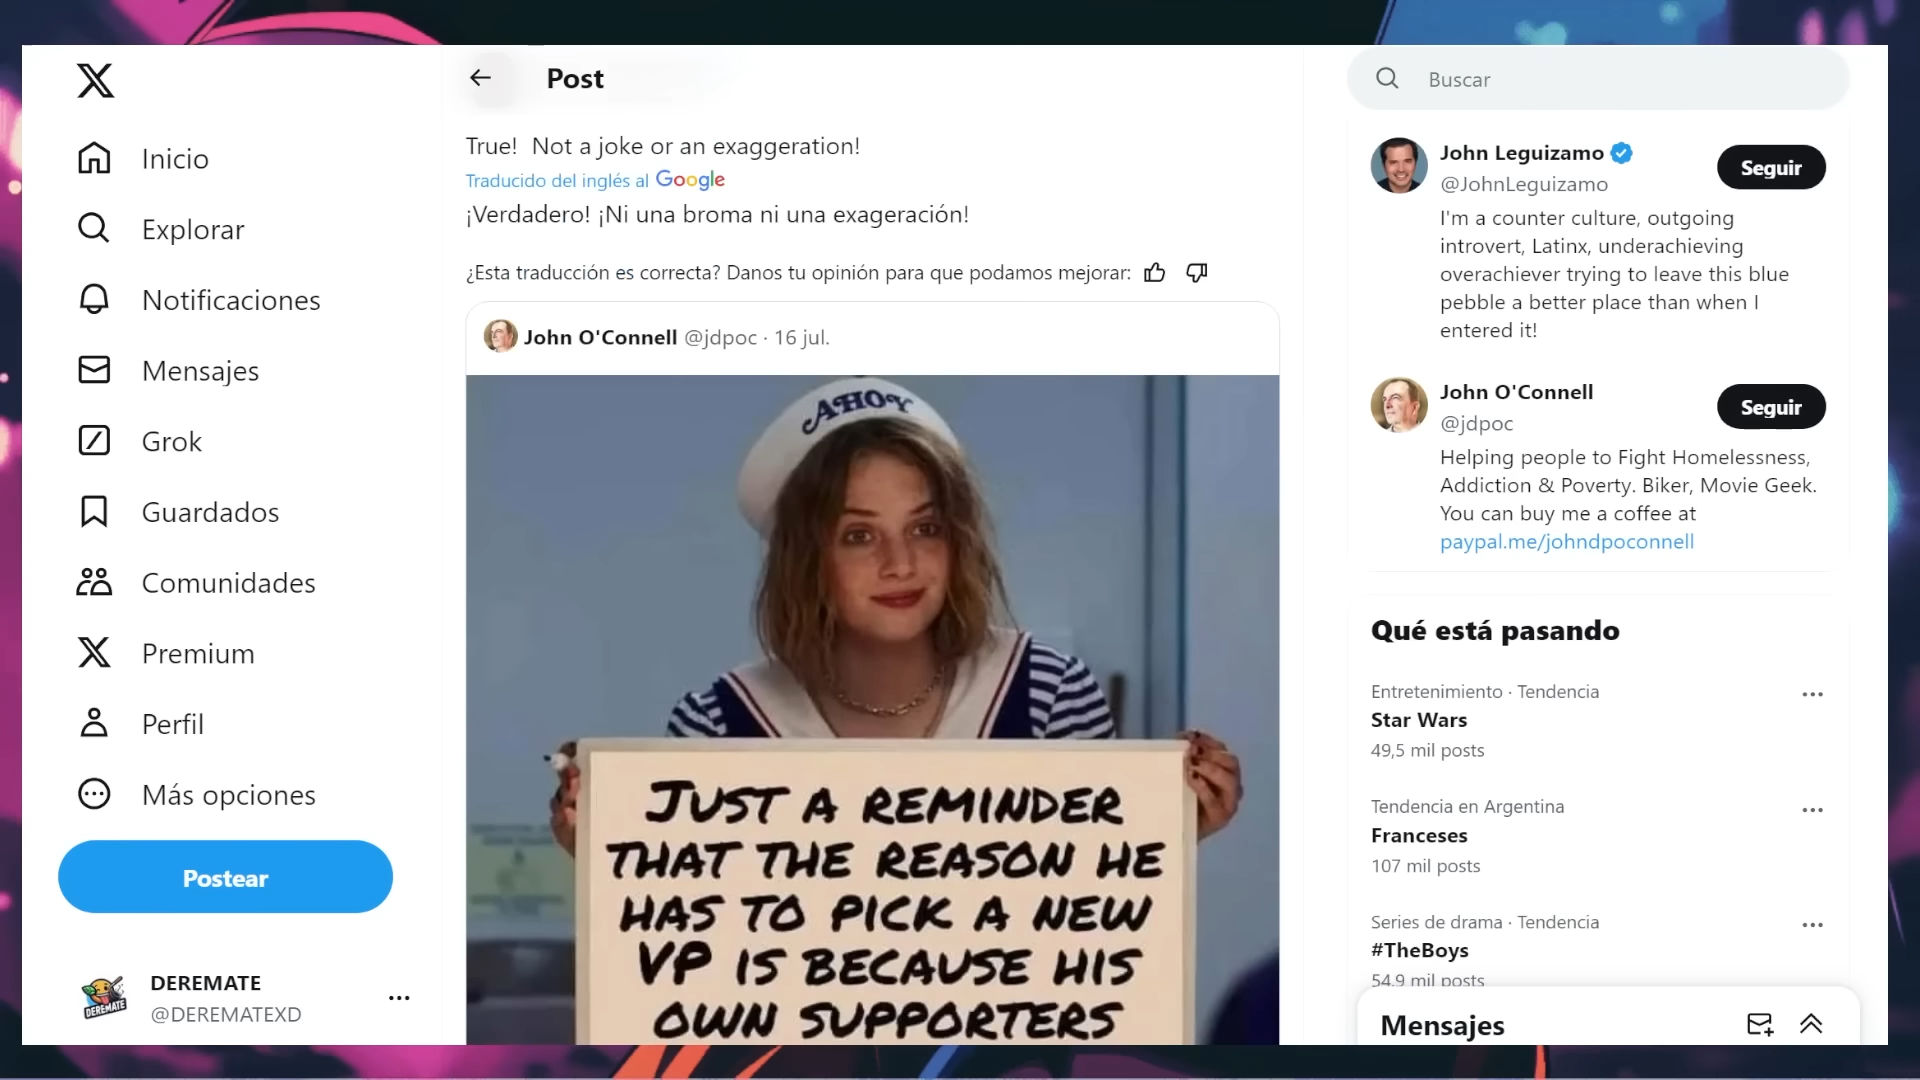 Inicio
Explorar
Notificaciones
Mensajes
Grok
Guardados
Comunidades
Premium
Perfil
Más opciones
Postear
DEREMATE
DEREMATE
@DEREMATEXD
Post
True! Not a joke or an exaggeration!
Traducido del inglés al Google
¡Verdadero! ¡Ni una broma ni una exageración!
¿Esta traducción es correcta? Danos tu opinión para que podamos mejorar:
John O'Connell @jdpoc · 16 jul.
AHOY
JUST A REMINDER
THAT THE REASON HE
HAS TO PICK A NEW
VP IS BECAUSE HIS
OWN SUPPORTERS
Buscar
John Leguizamo
@JohnLeguizamo
Seguir
I'm a counter culture, outgoing
introvert, Latinx, underachieving
overachiever trying to leave this blue
pebble a better place than when I
entered it!
John O'Connell
@jdpoc
Seguir
Helping people to Fight Homelessness,
Addiction & Poverty. Biker, Movie Geek.
You can buy me a coffee at
paypal.me/johndpoconnell
Qué está pasando
Entretenimiento · Tendencia
Star Wars
49,5 mil posts
Tendencia en Argentina
Franceses
107 mil posts
Series de drama · Tendencia
#TheBoys
54,9 mil posts
Mensajes